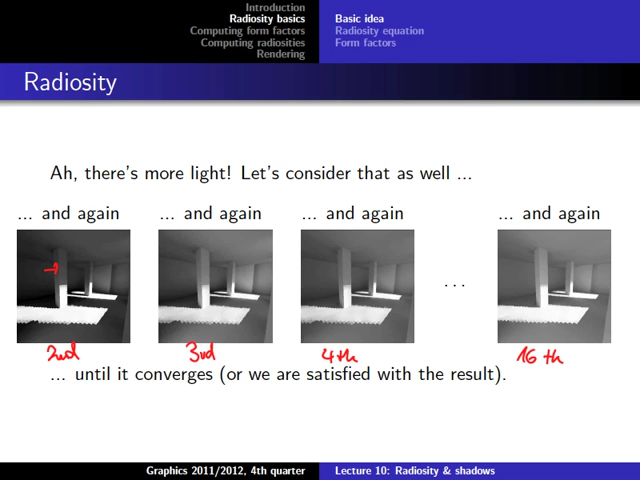 Introduction
Radiosity basics
Computing form factors
Computing radiosities
Rendering
Basic idea
Radiosity equation
Form factors
Radiosity
Ah, there's more light! Let's consider that as well ...
... and again ... and again ... and again ... and again
...
2nd 3rd 4th 16th
... until it converges (or we are satisfied with the result).
Graphics 2011/2012, 4th quarter Lecture 10: Radiosity & shadows